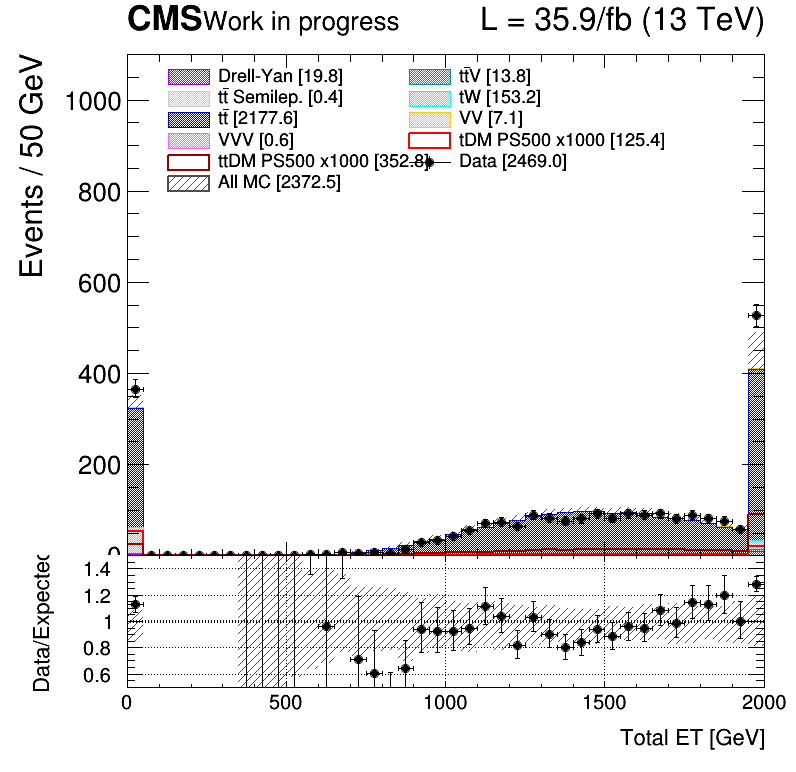 CMS Work in progress L = 35.9/fb (13 TeV)
Drell-Yan [19.8] tt̄V [13.8]
tt̄ Semilep. [0.4] tW [153.2]
tt̄ [2177.6] VV [7.1]
VVV [0.6] tDM PS500 x1000 [125.4]
ttDM PS500 x1000 [352.8] Data [2469.0]
All MC [2372.5]
Events / 50 GeV
1000
800
600
400
200
0
Data/Expected
1.4
1.2
1
0.8
0.6
0 500 1000 1500 2000
Total ET [GeV]